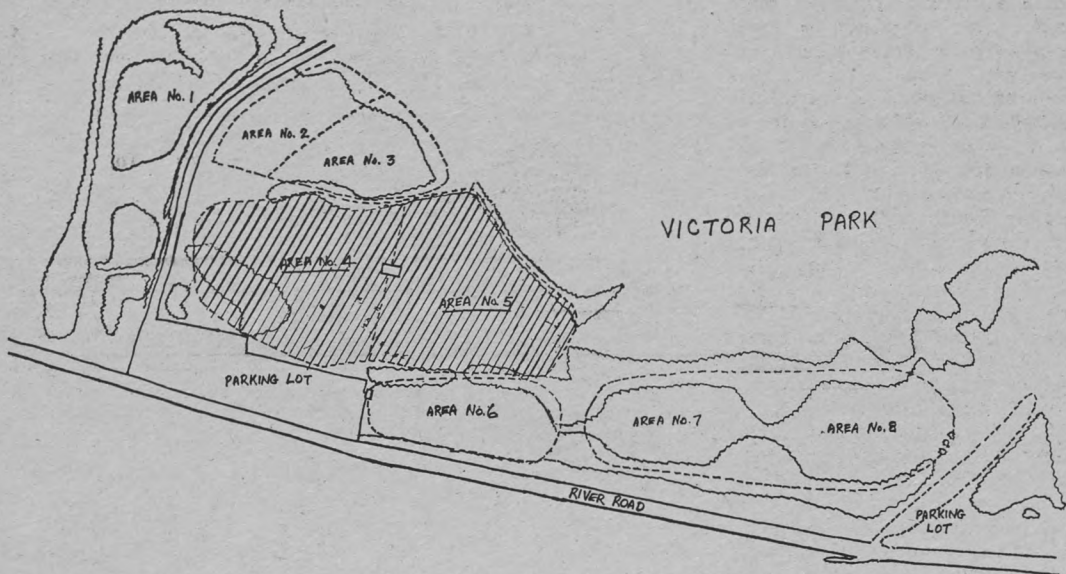 AREA No. 1
AREA No. 2
AREA No. 3
VICTORIA PARK
AREA No. 4
AREA No. 5
PARKING LOT
AREA No. 6
AREA No. 7
AREA No. 8
RIVER ROAD
PARKING
LOT